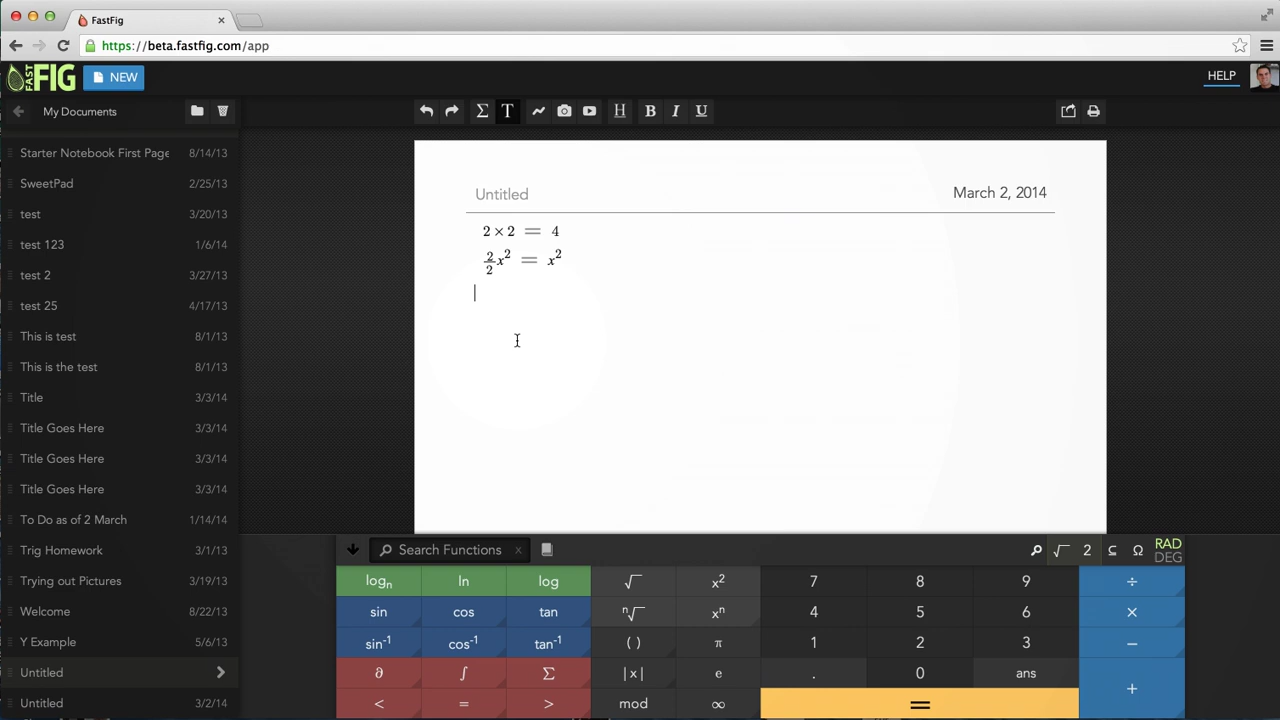 FastFig
https://beta.fastfig.com/app
FAST FIG
NEW
HELP
My Documents
T
H
B
I
U
Starter Notebook First Page 8/14/13
SweetPad 2/25/13
test 3/20/13
test 123 1/6/14
test 2 3/27/13
test 25 4/17/13
This is test 8/1/13
This is the test 8/1/13
Title 3/3/14
Title Goes Here 3/3/14
Title Goes Here 3/3/14
Title Goes Here 3/3/14
To Do as of 2 March 1/14/14
Trig Homework 3/1/13
Trying out Pictures 3/19/13
Welcome 8/22/13
Y Example 5/6/13
Untitled
Untitled 3/2/14
Untitled March 2, 2014
2 × 2 = 4
2/2 x² = x²
Search Functions x
√ 2 ⊆ Ω RAD
DEG
logₙ ln log √ x² 7 8 9 ÷
sin cos tan ⁿ√ xⁿ 4 5 6 ×
sin⁻¹ cos⁻¹ tan⁻¹ ( ) π 1 2 3 −
∂ ∫ Σ |x| e . 0 ans +
< = > mod ∞ =